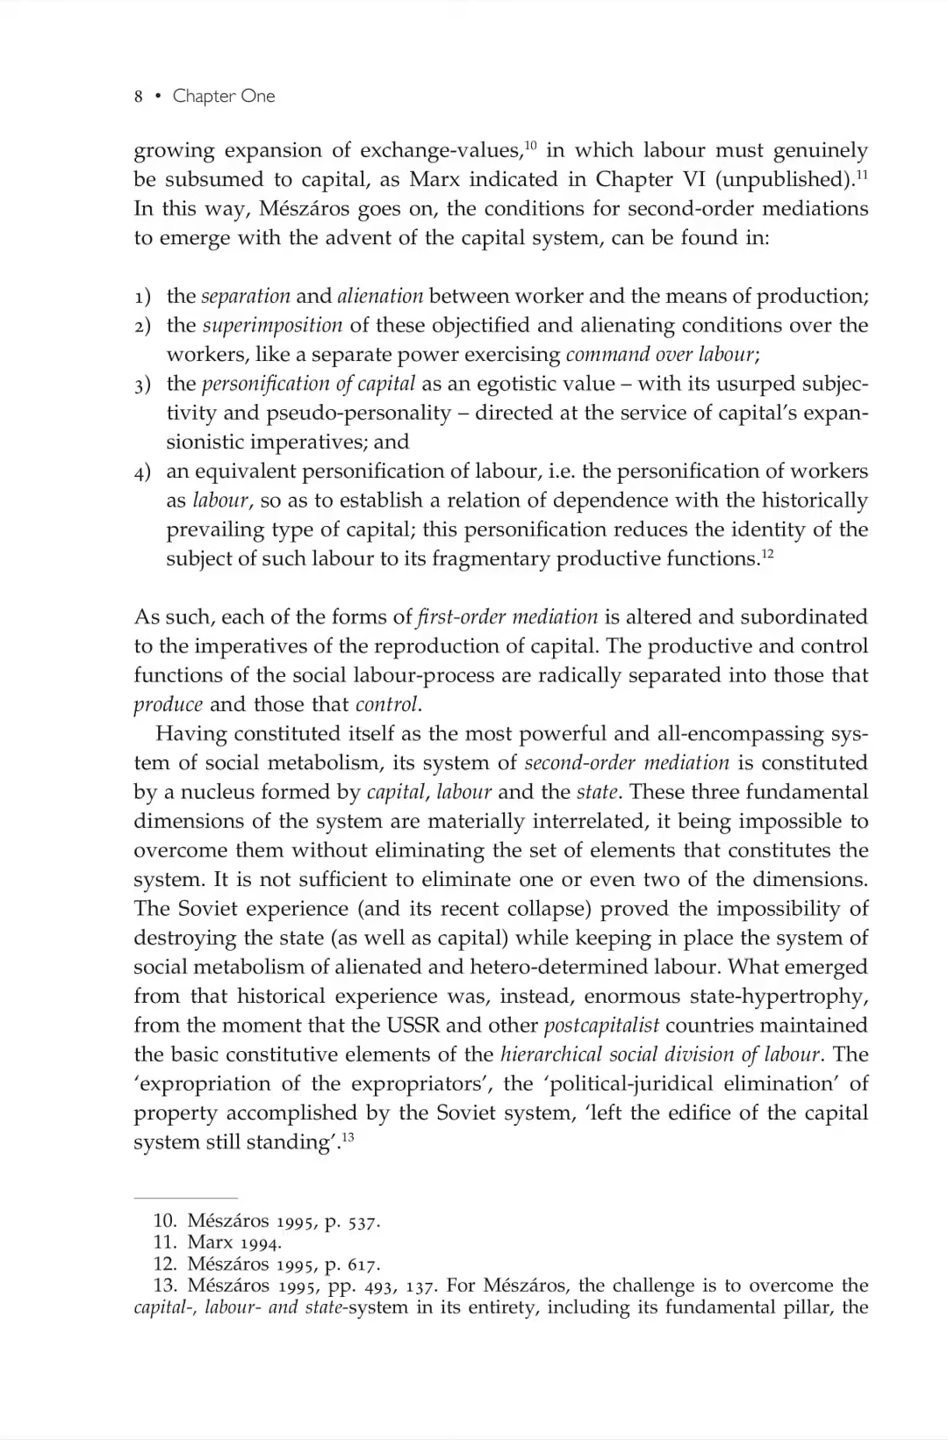 8 • Chapter One
growing expansion of exchange-values,10 in which labour must genuinely
be subsumed to capital, as Marx indicated in Chapter VI (unpublished).11
In this way, Mészáros goes on, the conditions for second-order mediations
to emerge with the advent of the capital system, can be found in:
1) the separation and alienation between worker and the means of production;
2) the superimposition of these objectified and alienating conditions over the
workers, like a separate power exercising command over labour;
3) the personification of capital as an egotistic value – with its usurped subjec-
tivity and pseudo-personality – directed at the service of capital’s expan-
sionistic imperatives; and
4) an equivalent personification of labour, i.e. the personification of workers
as labour, so as to establish a relation of dependence with the historically
prevailing type of capital; this personification reduces the identity of the
subject of such labour to its fragmentary productive functions.12
As such, each of the forms of first-order mediation is altered and subordinated
to the imperatives of the reproduction of capital. The productive and control
functions of the social labour-process are radically separated into those that
produce and those that control.
Having constituted itself as the most powerful and all-encompassing sys-
tem of social metabolism, its system of second-order mediation is constituted
by a nucleus formed by capital, labour and the state. These three fundamental
dimensions of the system are materially interrelated, it being impossible to
overcome them without eliminating the set of elements that constitutes the
system. It is not sufficient to eliminate one or even two of the dimensions.
The Soviet experience (and its recent collapse) proved the impossibility of
destroying the state (as well as capital) while keeping in place the system of
social metabolism of alienated and hetero-determined labour. What emerged
from that historical experience was, instead, enormous state-hypertrophy,
from the moment that the USSR and other postcapitalist countries maintained
the basic constitutive elements of the hierarchical social division of labour. The
‘expropriation of the expropriators’, the ‘political-juridical elimination’ of
property accomplished by the Soviet system, ‘left the edifice of the capital
system still standing’.13
10. Mészáros 1995, p. 537.
11. Marx 1994.
12. Mészáros 1995, p. 617.
13. Mészáros 1995, pp. 493, 137. For Mészáros, the challenge is to overcome the
capital-, labour- and state-system in its entirety, including its fundamental pillar, the